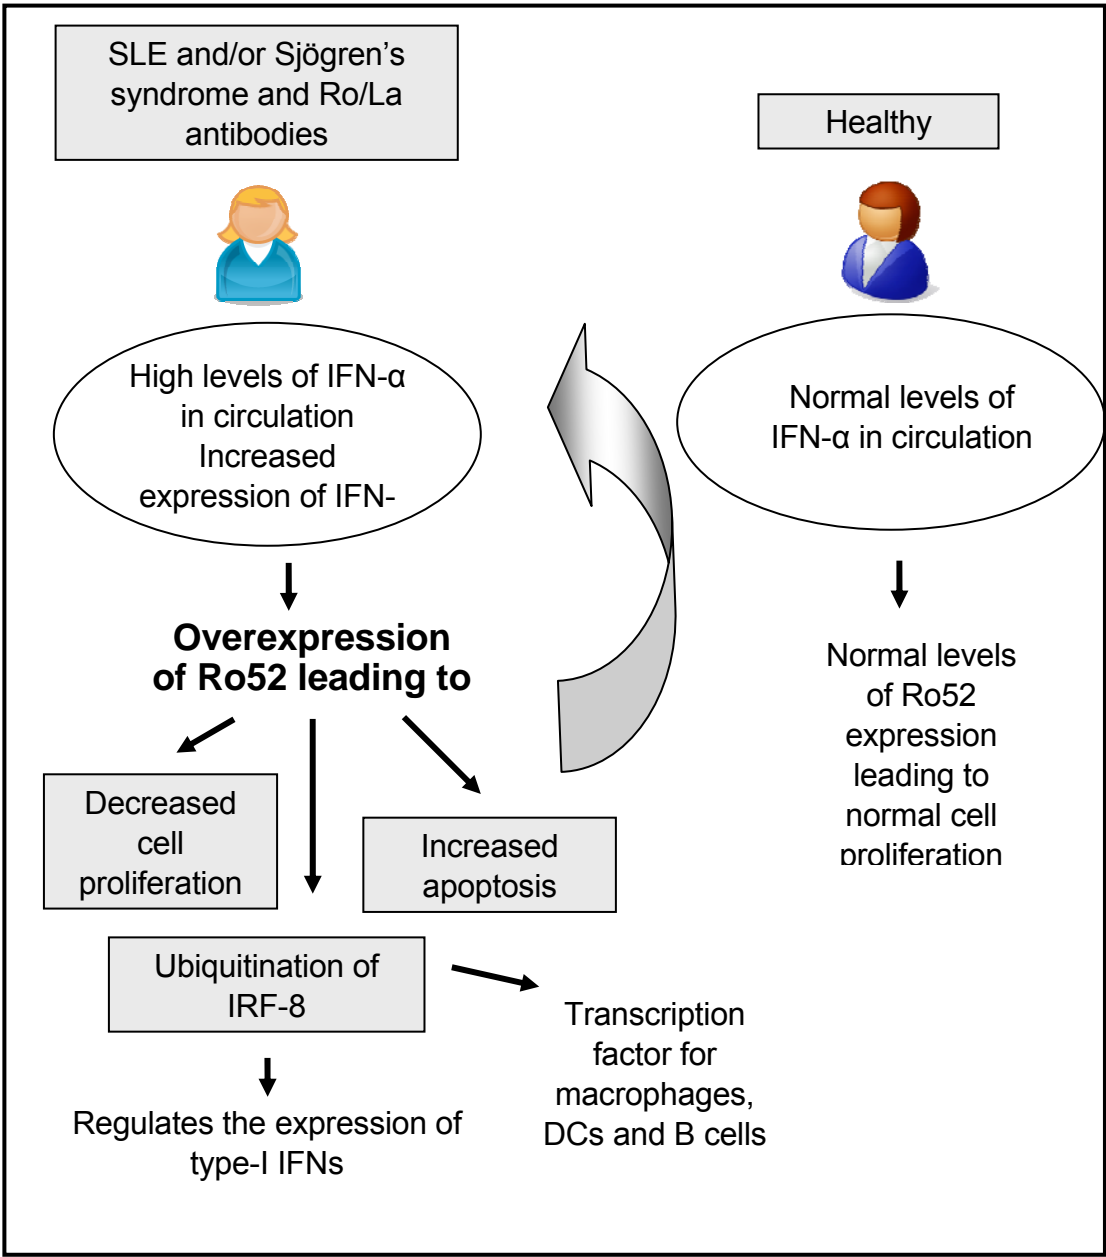 SLE and/or Sjögren's
syndrome and Ro/La
antibodies
Healthy
High levels of IFN-α
in circulation
Increased
expression of IFN-
Normal levels of
IFN-α in circulation
Overexpression
of Ro52 leading to
Normal levels
of Ro52
expression
leading to
normal cell
proliferation
Decreased
cell
proliferation
Increased
apoptosis
Ubiquitination of
IRF-8
Transcription
factor for
macrophages,
DCs and B cells
Regulates the expression of
type-I IFNs